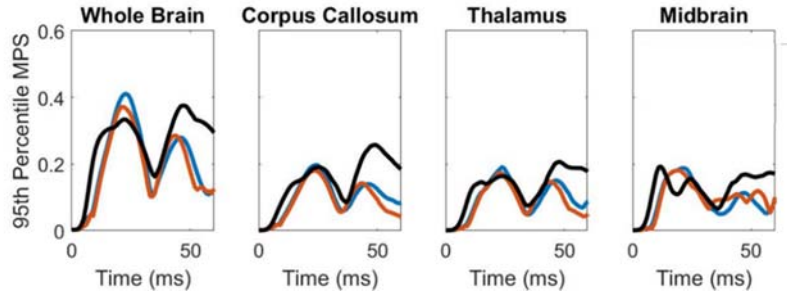 Whole Brain
Corpus Callosum
Thalamus
Midbrain
95th Percentile MPS
0.6
0.4
0.2
0
0 50
0 50
0 50
0 50
Time (ms)
Time (ms)
Time (ms)
Time (ms)